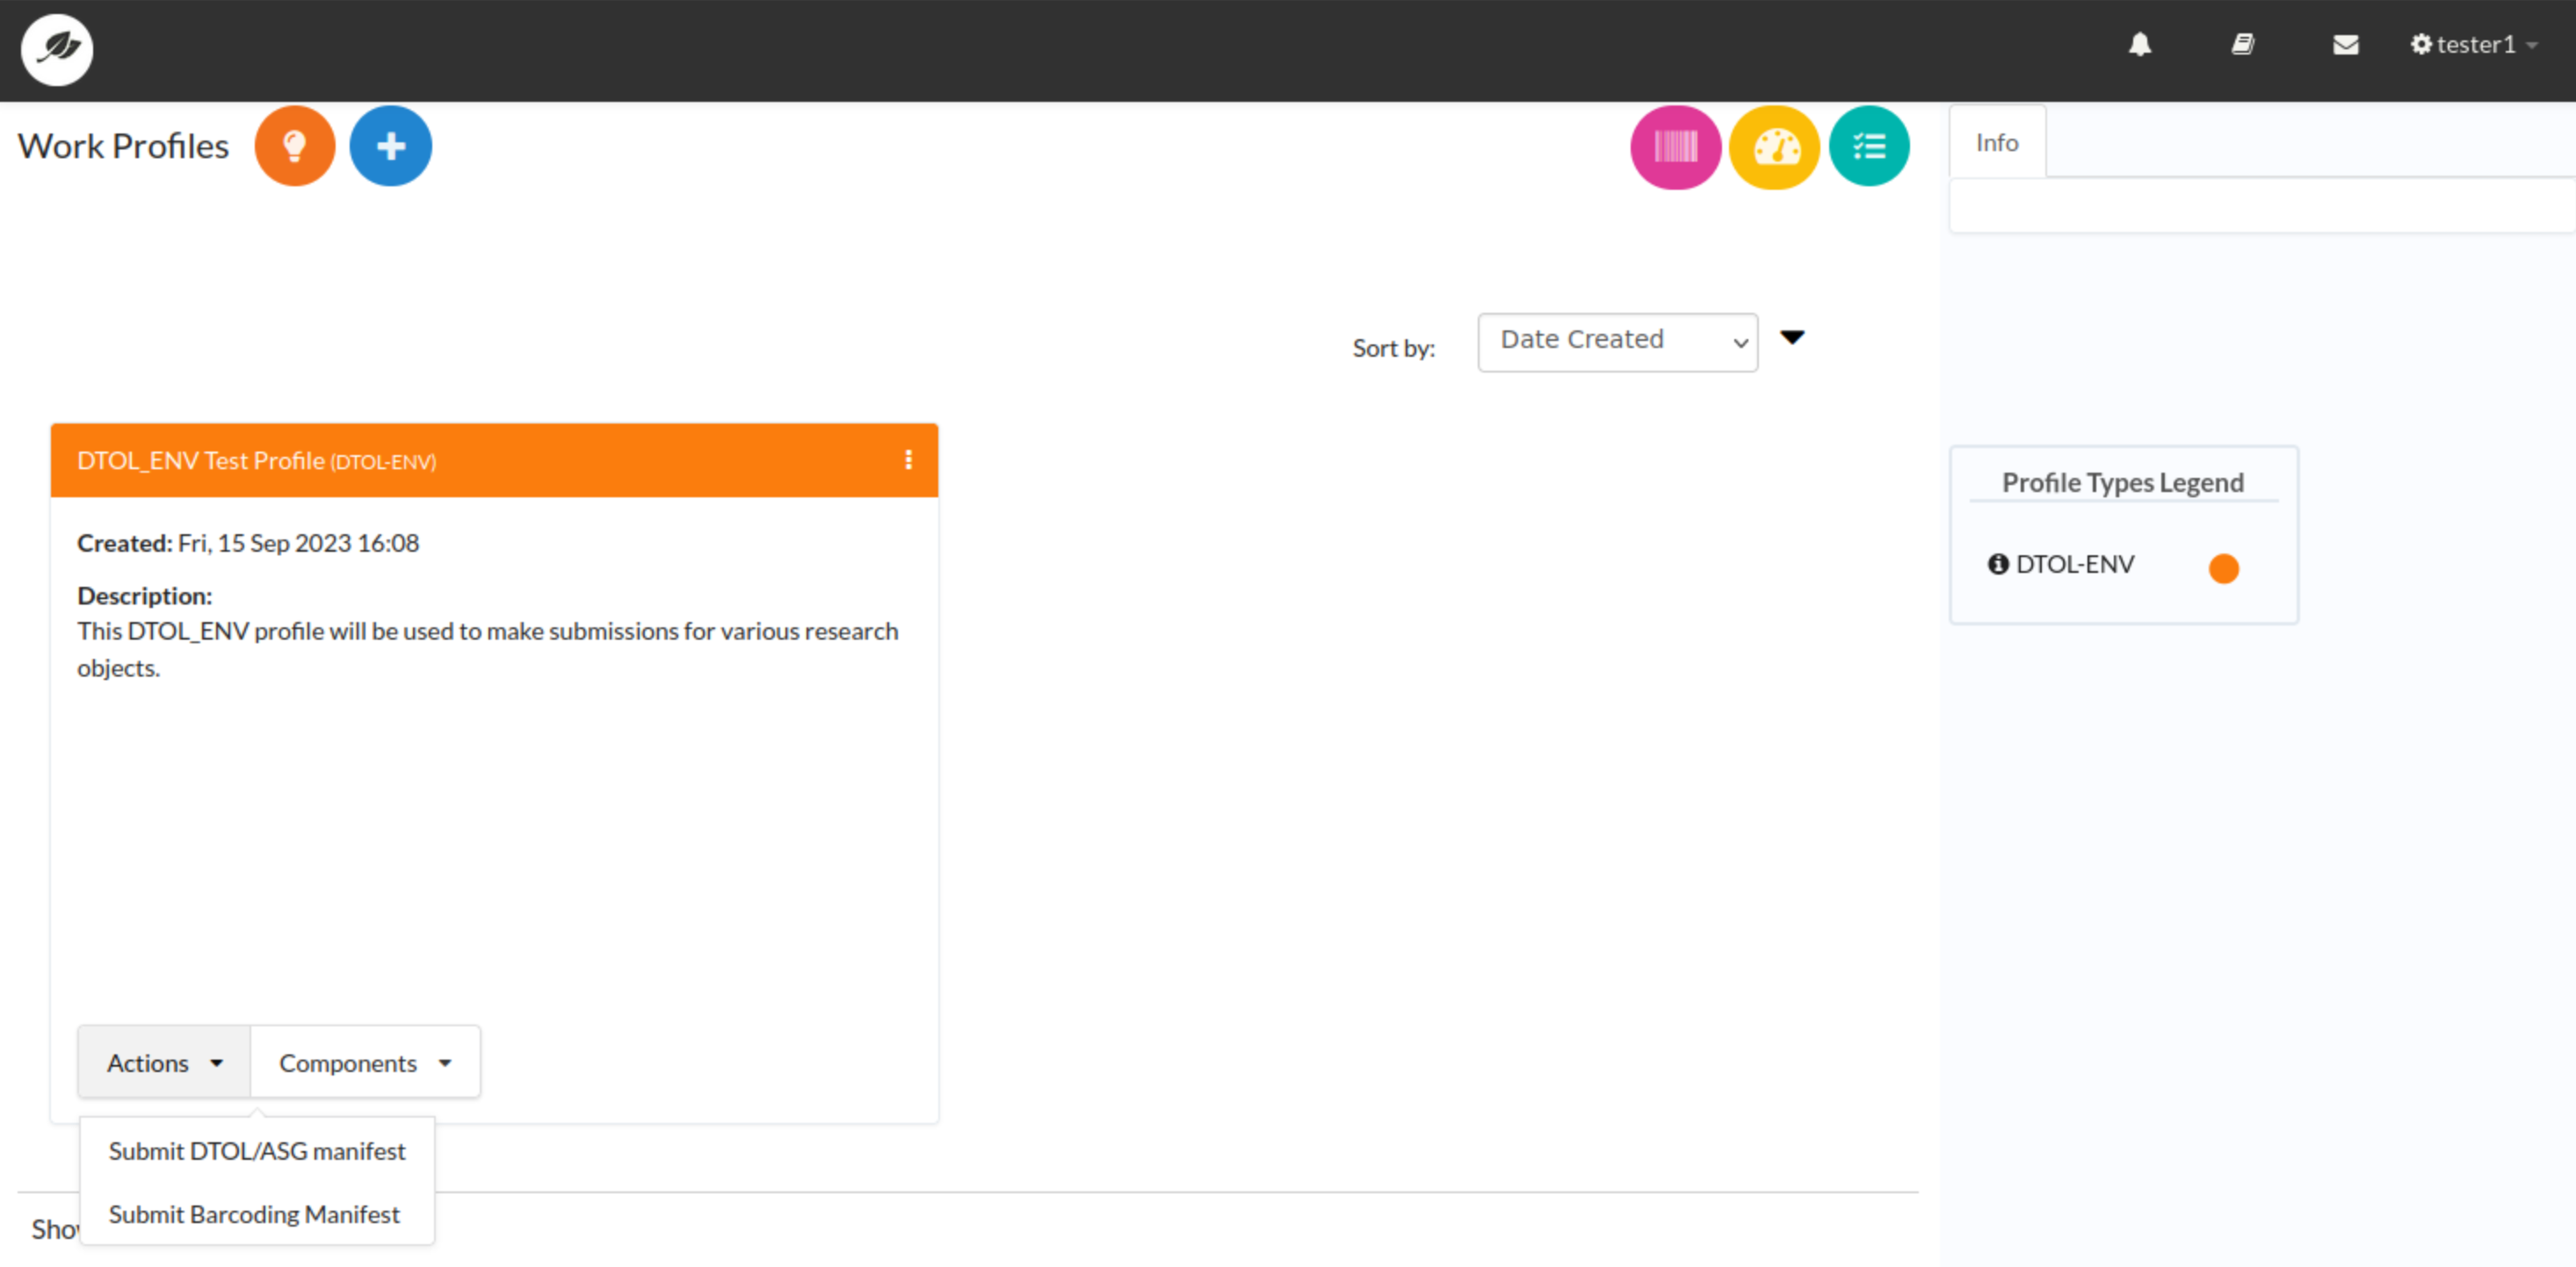 tester1
Work Profiles
Info
Sort by:
Date Created
DTOL_ENV Test Profile (DTOL-ENV)
Created: Fri, 15 Sep 2023 16:08
Description:
This DTOL_ENV profile will be used to make submissions for various research
objects.
Profile Types Legend
DTOL-ENV
Actions
Components
Submit DTOL/ASG manifest
Submit Barcoding Manifest